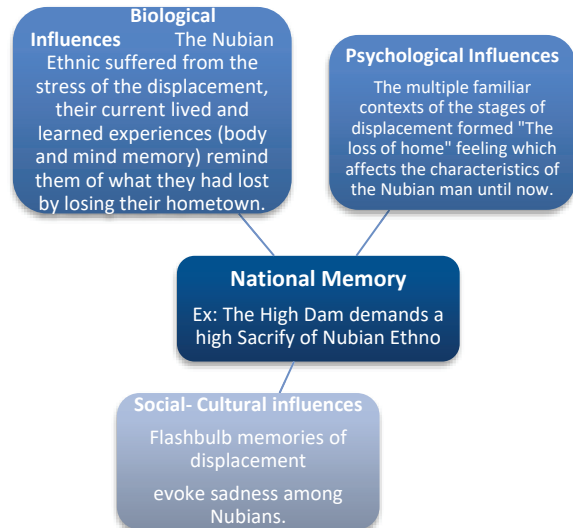 Biological
Influences The Nubian
Ethnic suffered from the
stress of the displacement,
their current lived and
learned experiences (body
and mind memory) remind
them of what they had lost
by losing their hometown.
Psychological Influences
The multiple familiar
contexts of the stages of
displacement formed "The
loss of home" feeling which
affects the characteristics of
the Nubian man until now.
National Memory
Ex: The High Dam demands a
high Sacrify of Nubian Ethno
Social- Cultural influences
Flashbulb memories of
displacement
evoke sadness among
Nubians.